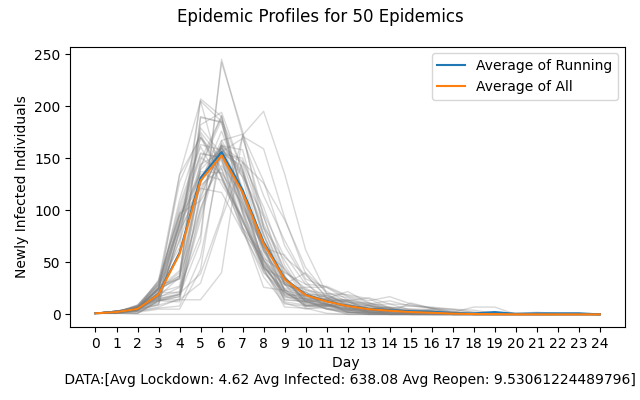 Epidemic Profiles for 50 Epidemics
Average of Running
Average of All
Newly Infected Individuals
250
200
150
100
50
0
0 1 2 3 4 5 6 7 8 9 10 11 12 13 14 15 16 17 18 19 20 21 22 23 24
Day
DATA:[Avg Lockdown: 4.62 Avg Infected: 638.08 Avg Reopen: 9.53061224489796]